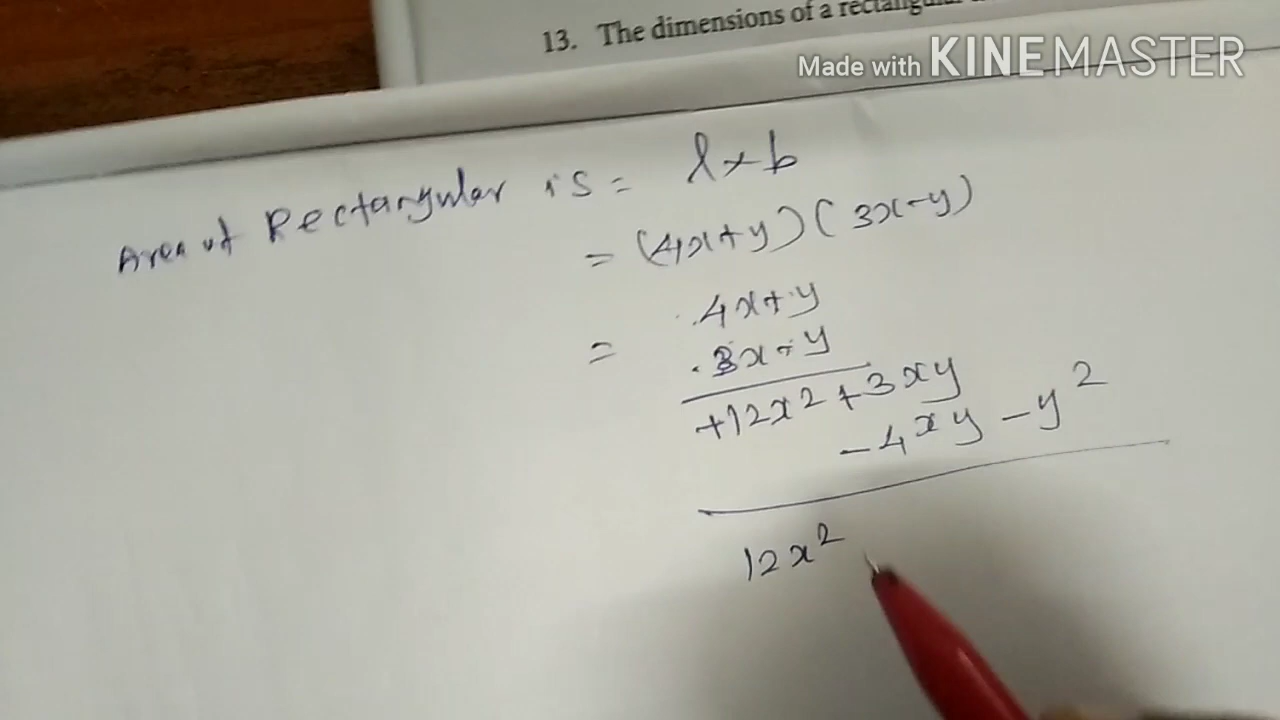 13. The dimensions of a rectangular
Made with KINEMASTER
Area of Rectangular is = l × b
= (4x+y) (3x-y)
= 4x+y
3x-y
+12x² +3xy
-4xy -y²
12x²